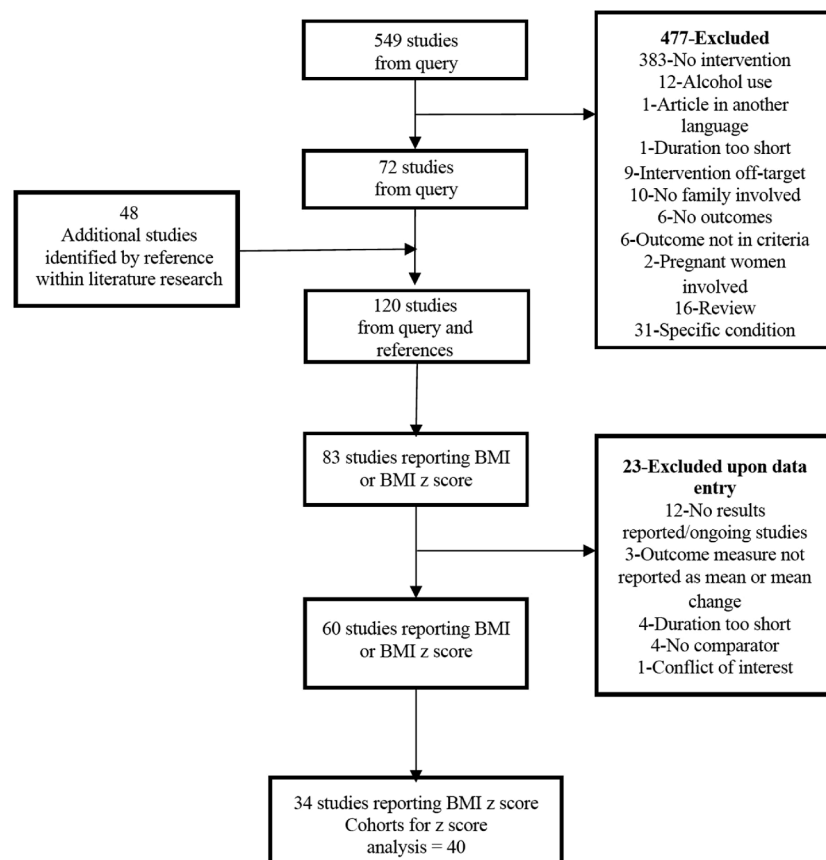 549 studies
from query
477-Excluded
383-No intervention
12-Alcohol use
1-Article in another
language
1-Duration too short
9-Intervention off-target
10-No family involved
6-No outcomes
6-Outcome not in criteria
2-Pregnant women
involved
16-Review
31-Specific condition
72 studies
from query
48
Additional studies
identified by reference
within literature research
120 studies
from query and
references
83 studies reporting BMI
or BMI z score
23-Excluded upon data
entry
12-No results
reported/ongoing studies
3-Outcome measure not
reported as mean or mean
change
4-Duration too short
4-No comparator
1-Conflict of interest
60 studies reporting BMI
or BMI z score
34 studies reporting BMI z score
Cohorts for z score
analysis = 40